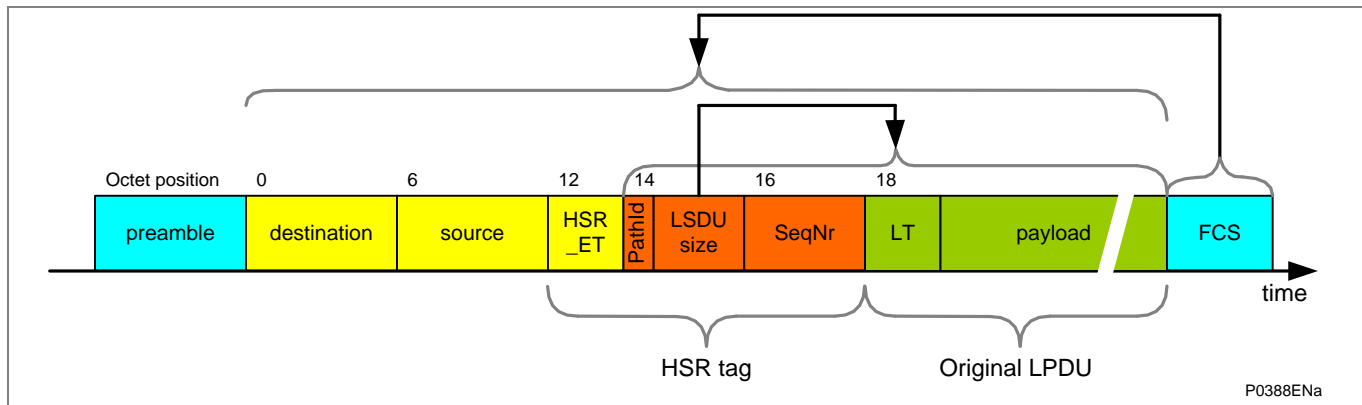 Octet position 0 6 12 14 16 18
preamble destination source HSR _ET PathId LSDU size SeqNr LT payload FCS
time
HSR tag Original LPDU
P0388ENa